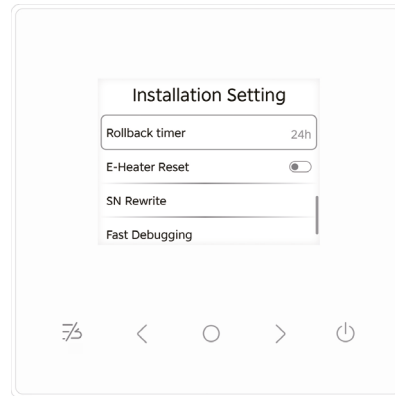 Installation Setting
Rollback timer
24h
E-Heater Reset
SN Rewrite
Fast Debugging